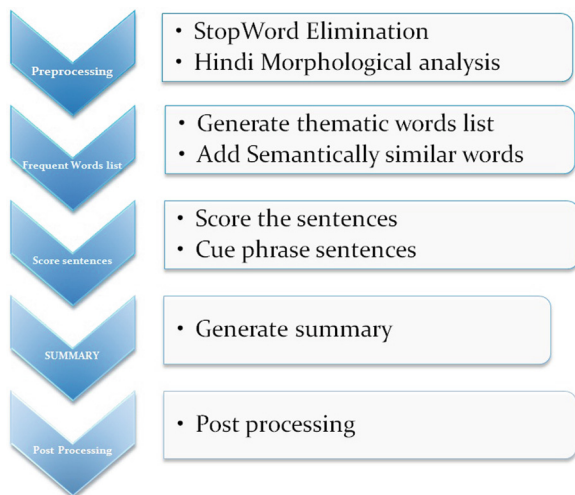 Preprocessing
• StopWord Elimination
• Hindi Morphological analysis
Frequent Words list
• Generate thematic words list
• Add Semantically similar words
Score sentences
• Score the sentences
• Cue phrase sentences
SUMMARY
• Generate summary
Post Processing
• Post processing